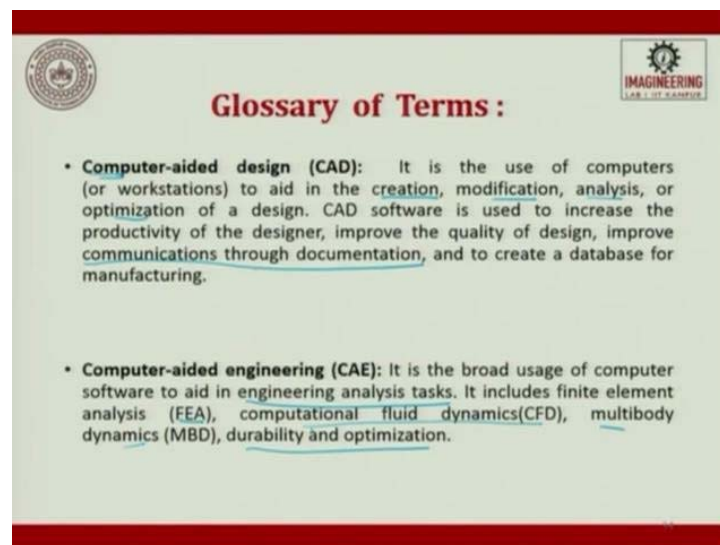 IMAGINEERING
LAB | IIT KANPUR
Glossary of Terms :
• Computer-aided design (CAD): It is the use of computers
(or workstations) to aid in the creation, modification, analysis, or
optimization of a design. CAD software is used to increase the
productivity of the designer, improve the quality of design, improve
communications through documentation, and to create a database for
manufacturing.
• Computer-aided engineering (CAE): It is the broad usage of computer
software to aid in engineering analysis tasks. It includes finite element
analysis (FEA), computational fluid dynamics(CFD), multibody
dynamics (MBD), durability and optimization.